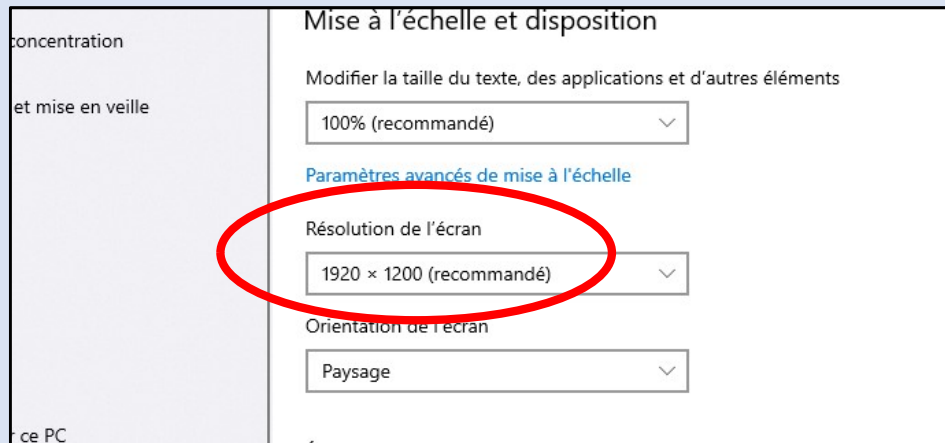 Mise à l'échelle et disposition
concentration
Modifier la taille du texte, des applications et d'autres éléments
et mise en veille
100% (recommandé)
Paramètres avancés de mise à l'échelle
Résolution de l'écran
1920 × 1200 (recommandé)
Orientation de l'écran
Paysage
ce PC